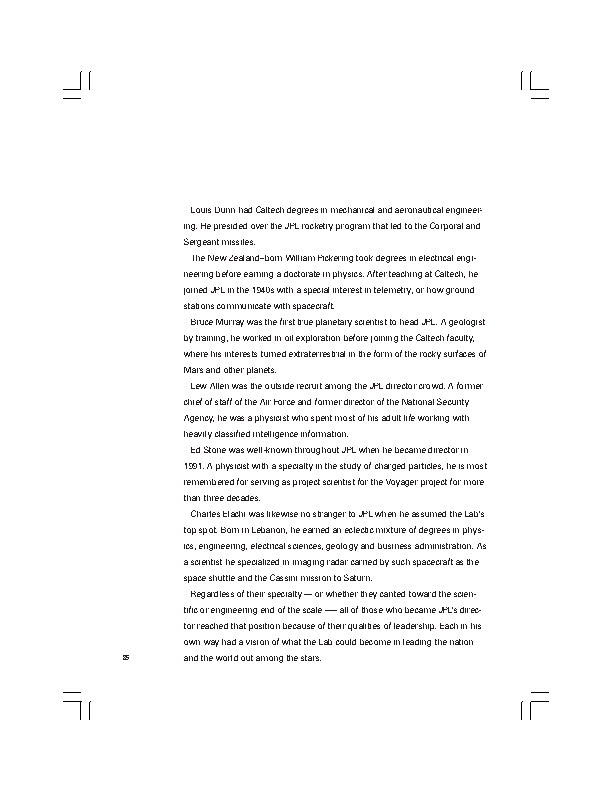 Louis Dunn had Caltech degrees in mechanical and aeronautical engineer-
ing. He presided over the JPL rocketry program that led to the Corporal and
Sergeant missiles.
The New Zealand–born William Pickering took degrees in electrical engi-
neering before earning a doctorate in physics. After teaching at Caltech, he
joined JPL in the 1940s with a special interest in telemetry, or how ground
stations communicate with spacecraft.
Bruce Murray was the first true planetary scientist to head JPL. A geologist
by training, he worked in oil exploration before joining the Caltech faculty,
where his interests turned extraterrestrial in the form of the rocky surfaces of
Mars and other planets.
Lew Allen was the outside recruit among the JPL director crowd. A former
chief of staff of the Air Force and former director of the National Security
Agency, he was a physicist who spent most of his adult life working with
heavily classified intelligence information.
Ed Stone was well-known throughout JPL when he became director in
1991. A physicist with a specialty in the study of charged particles, he is most
remembered for serving as project scientist for the Voyager project for more
than three decades.
Charles Elachi was likewise no stranger to JPL when he assumed the Lab's
top spot. Born in Lebanon, he earned an eclectic mixture of degrees in phys-
ics, engineering, electrical sciences, geology and business administration. As
a scientist he specialized in imaging radar carried by such spacecraft as the
space shuttle and the Cassini mission to Saturn.
Regardless of their specialty — or whether they canted toward the scien-
tific or engineering end of the scale — all of those who became JPL's direc-
tor reached that position because of their qualities of leadership. Each in his
own way had a vision of what the Lab could become in leading the nation
and the world out among the stars.